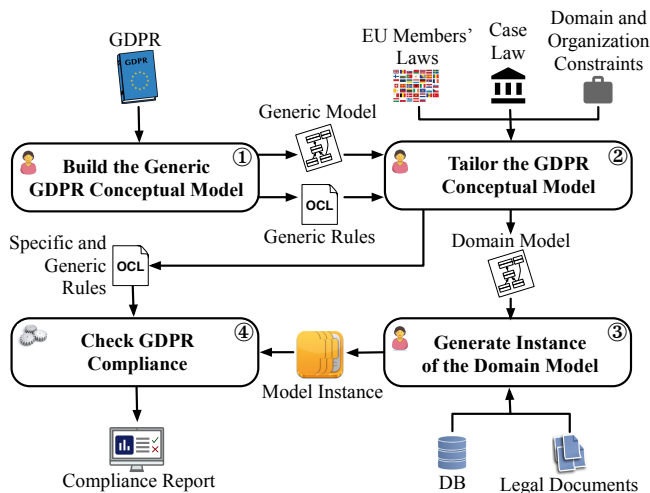 GDPR
GDPR
EU Members'
Laws
Case
Law
Domain and
Organization
Constraints
Generic Model
①
Build the Generic
GDPR Conceptual Model
②
Tailor the GDPR
Conceptual Model
OCL
Generic Rules
Specific and
Generic
Rules
OCL
Domain Model
④
Check GDPR
Compliance
Model Instance
③
Generate Instance
of the Domain Model
Compliance Report
DB
Legal Documents